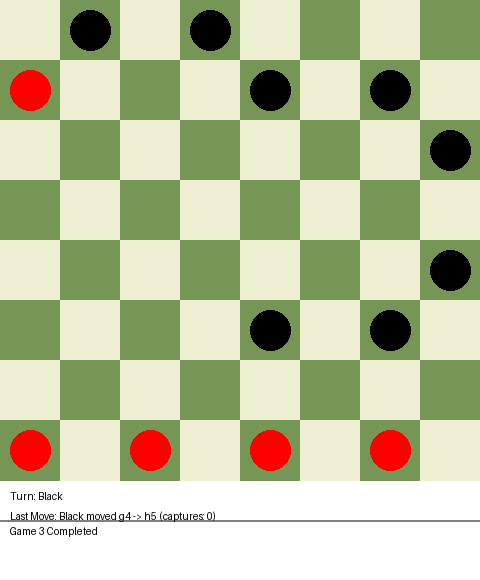 Turn: Black
Last Move: Black moved g4 -> h5 (captures: 0)
Game 3 Completed